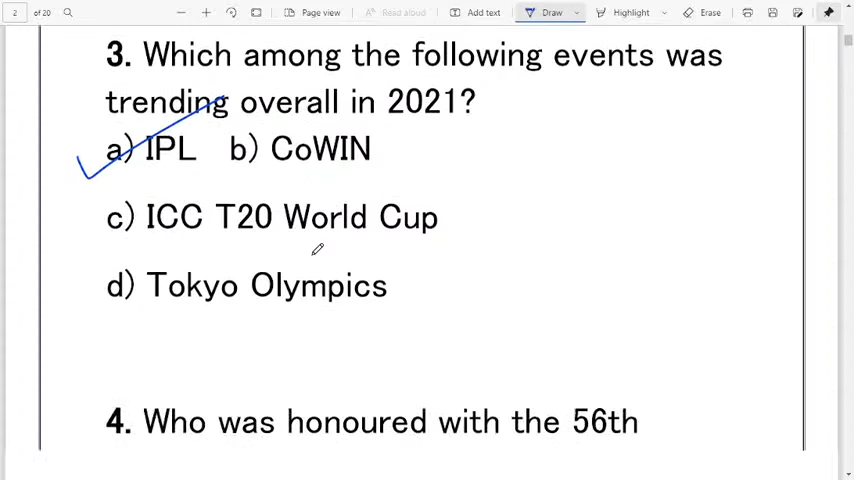 2 of 20 Page view Read aloud Add text Draw Highlight Erase
3. Which among the following events was
trending overall in 2021?
a) IPL b) CoWIN
c) ICC T20 World Cup
d) Tokyo Olympics
4. Who was honoured with the 56th